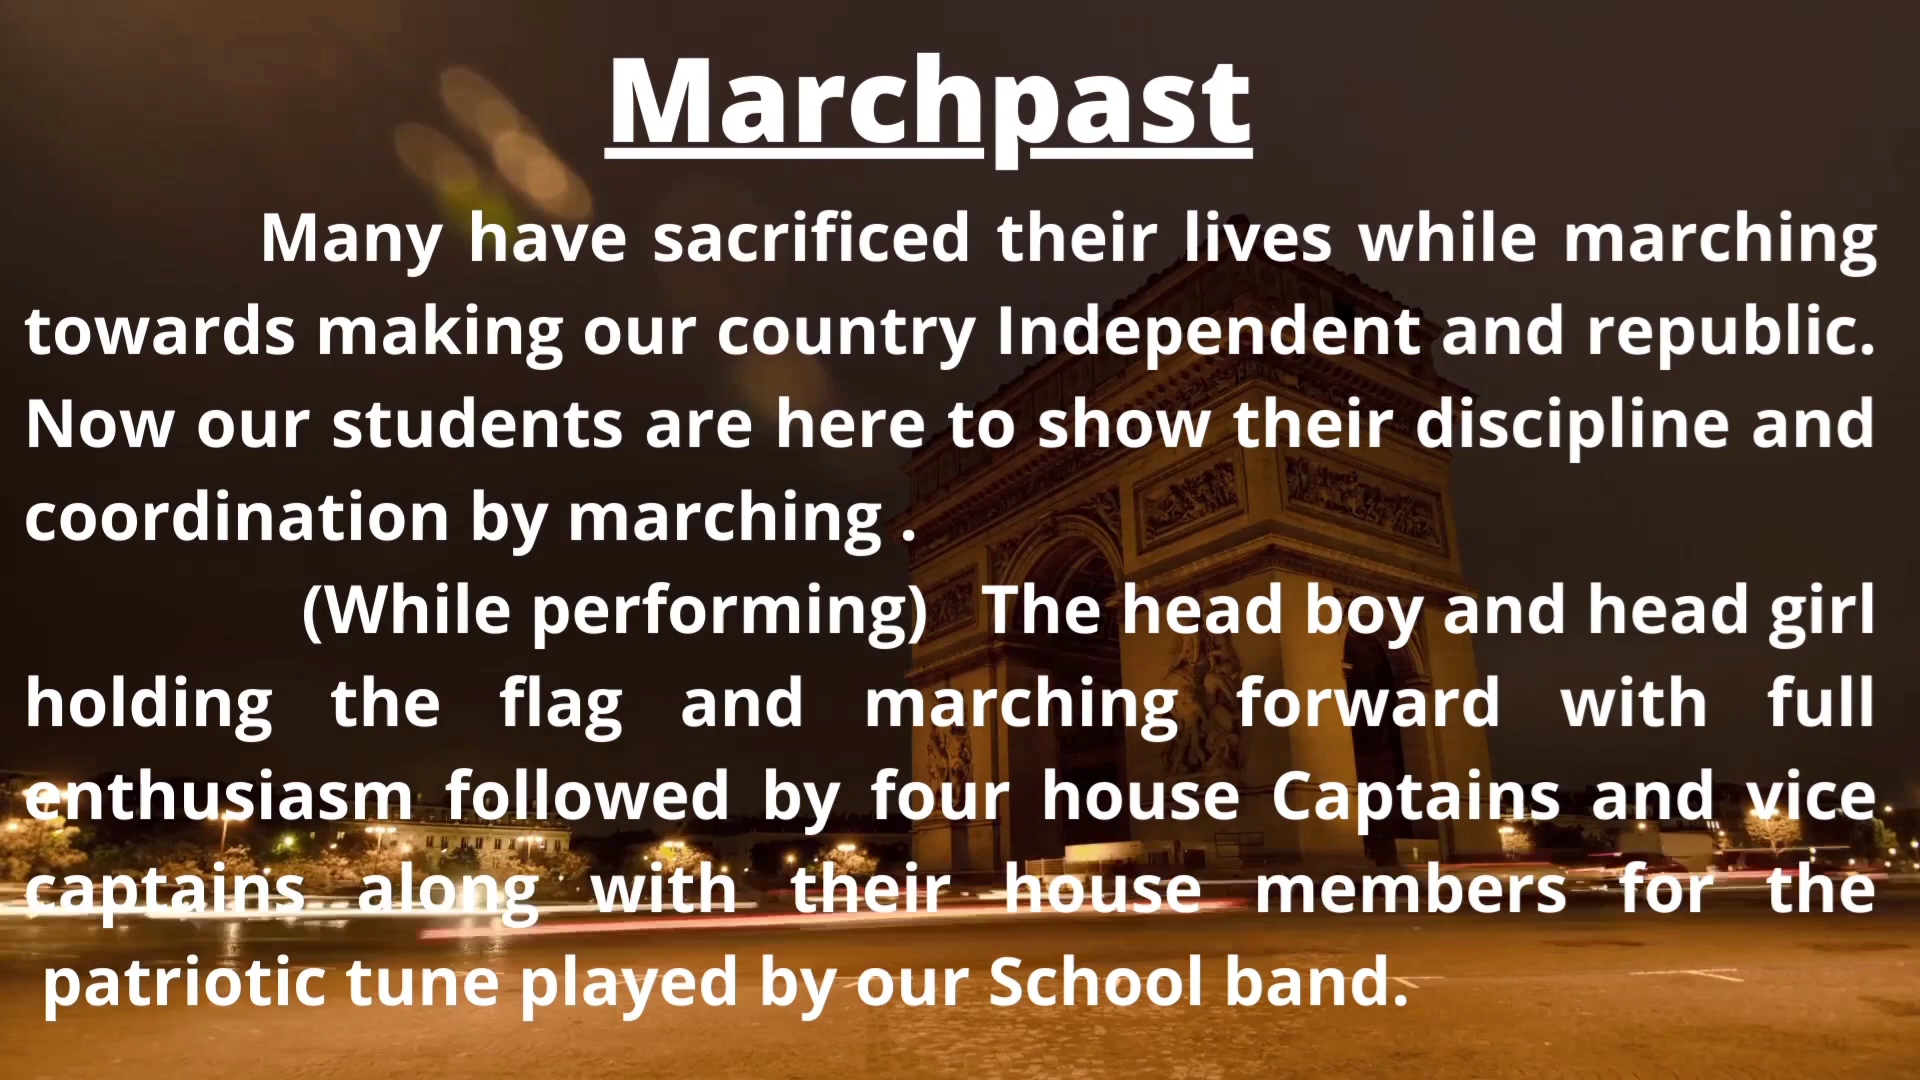 Marchpast
Many have sacrificed their lives while marching
towards making our country Independent and republic.
Now our students are here to show their discipline and
coordination by marching .
(While performing) The head boy and head girl
holding the flag and marching forward with full
enthusiasm followed by four house Captains and vice
captains along with their house members for the
patriotic tune played by our School band.